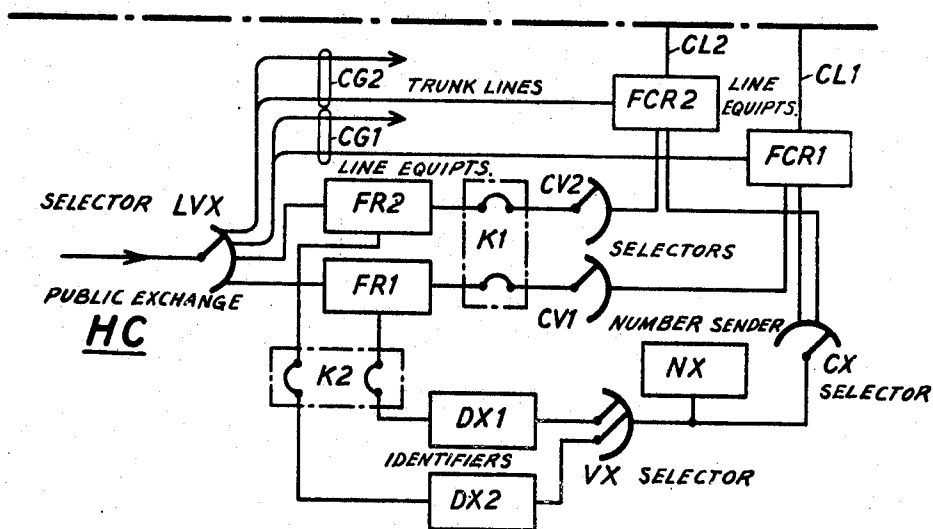 CL2
CL1
CG2
TRUNK LINES
FCR2
LINE
EQUIPTS.
CG1
FCR1
LINE EQUIPTS.
SELECTOR LVX
FR2
CV2
K1
SELECTORS
FR1
PUBLIC EXCHANGE
HC
CV1
NUMBER SENDER
K2
NX
CX
SELECTOR
DX1
IDENTIFIERS
VX SELECTOR
DX2